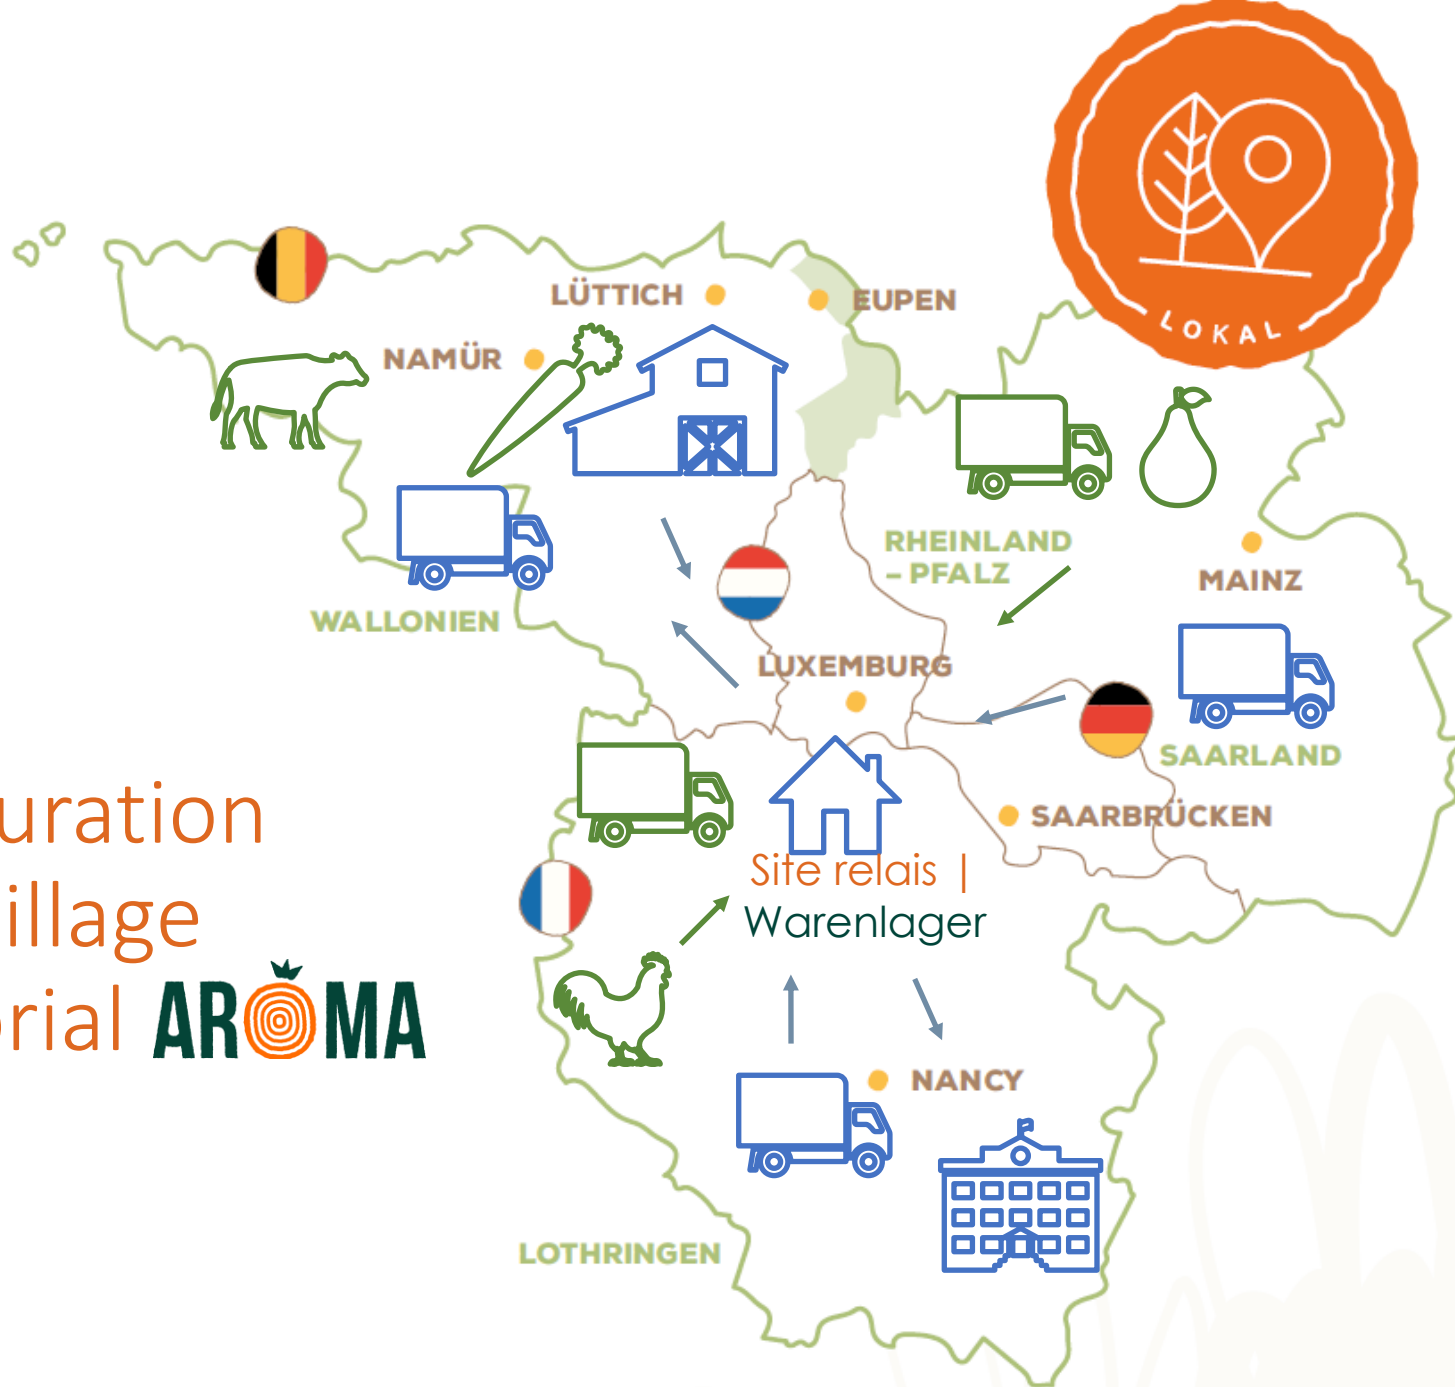 LOKAL
LÜTTICH
EUPEN
NAMÜR
RHEINLAND
– PFALZ
MAINZ
WALLONIEN
LUXEMBURG
SAARLAND
SAARBRÜCKEN
uration
illage
rial AROMA
Site relais |
Warenlager
NANCY
LOTHRINGEN